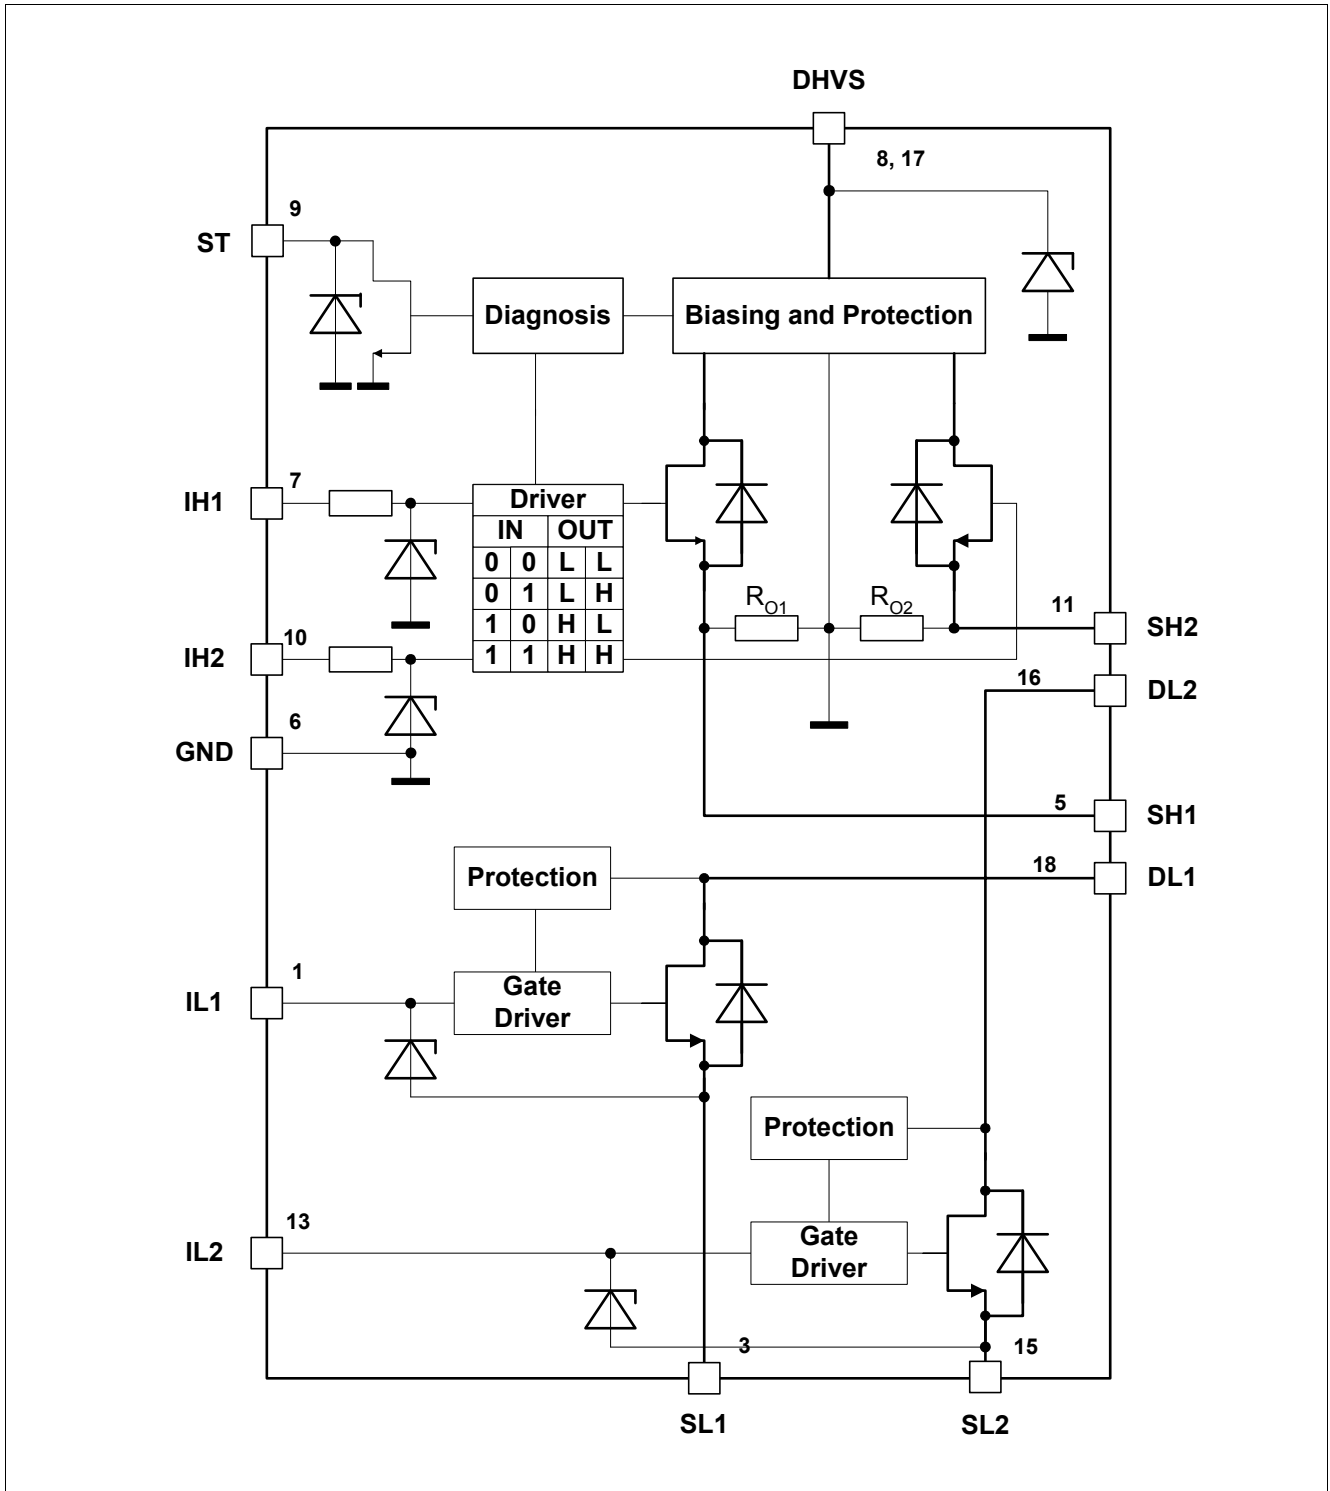 DHVS
8, 17
9
ST
Diagnosis
Biasing and Protection
7
IH1
Driver
IN OUT
0 0 L L
0 1 L H
1 0 H L
1 1 H H
RO1
RO2
11
SH2
10
IH2
16
DL2
6
GND
5
SH1
Protection
18
DL1
1
IL1
Gate
Driver
Protection
13
IL2
Gate
Driver
3
15
SL1
SL2